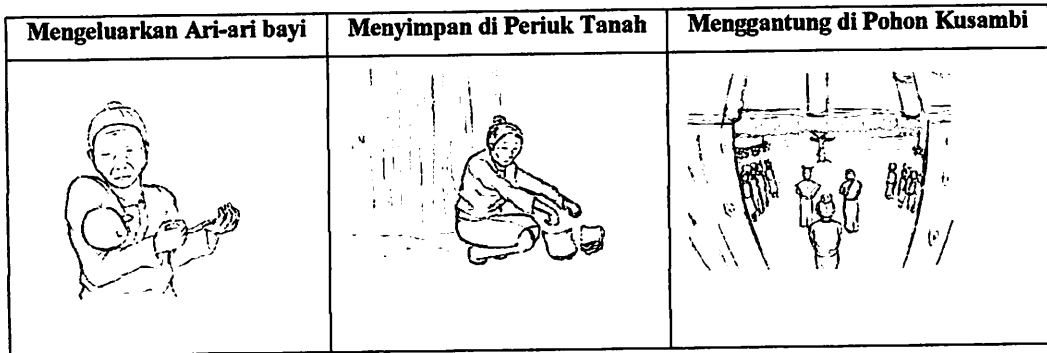 Mengeluarkan Ari-ari bayi
Menyimpan di Periuk Tanah
Menggantung di Pohon Kusambi